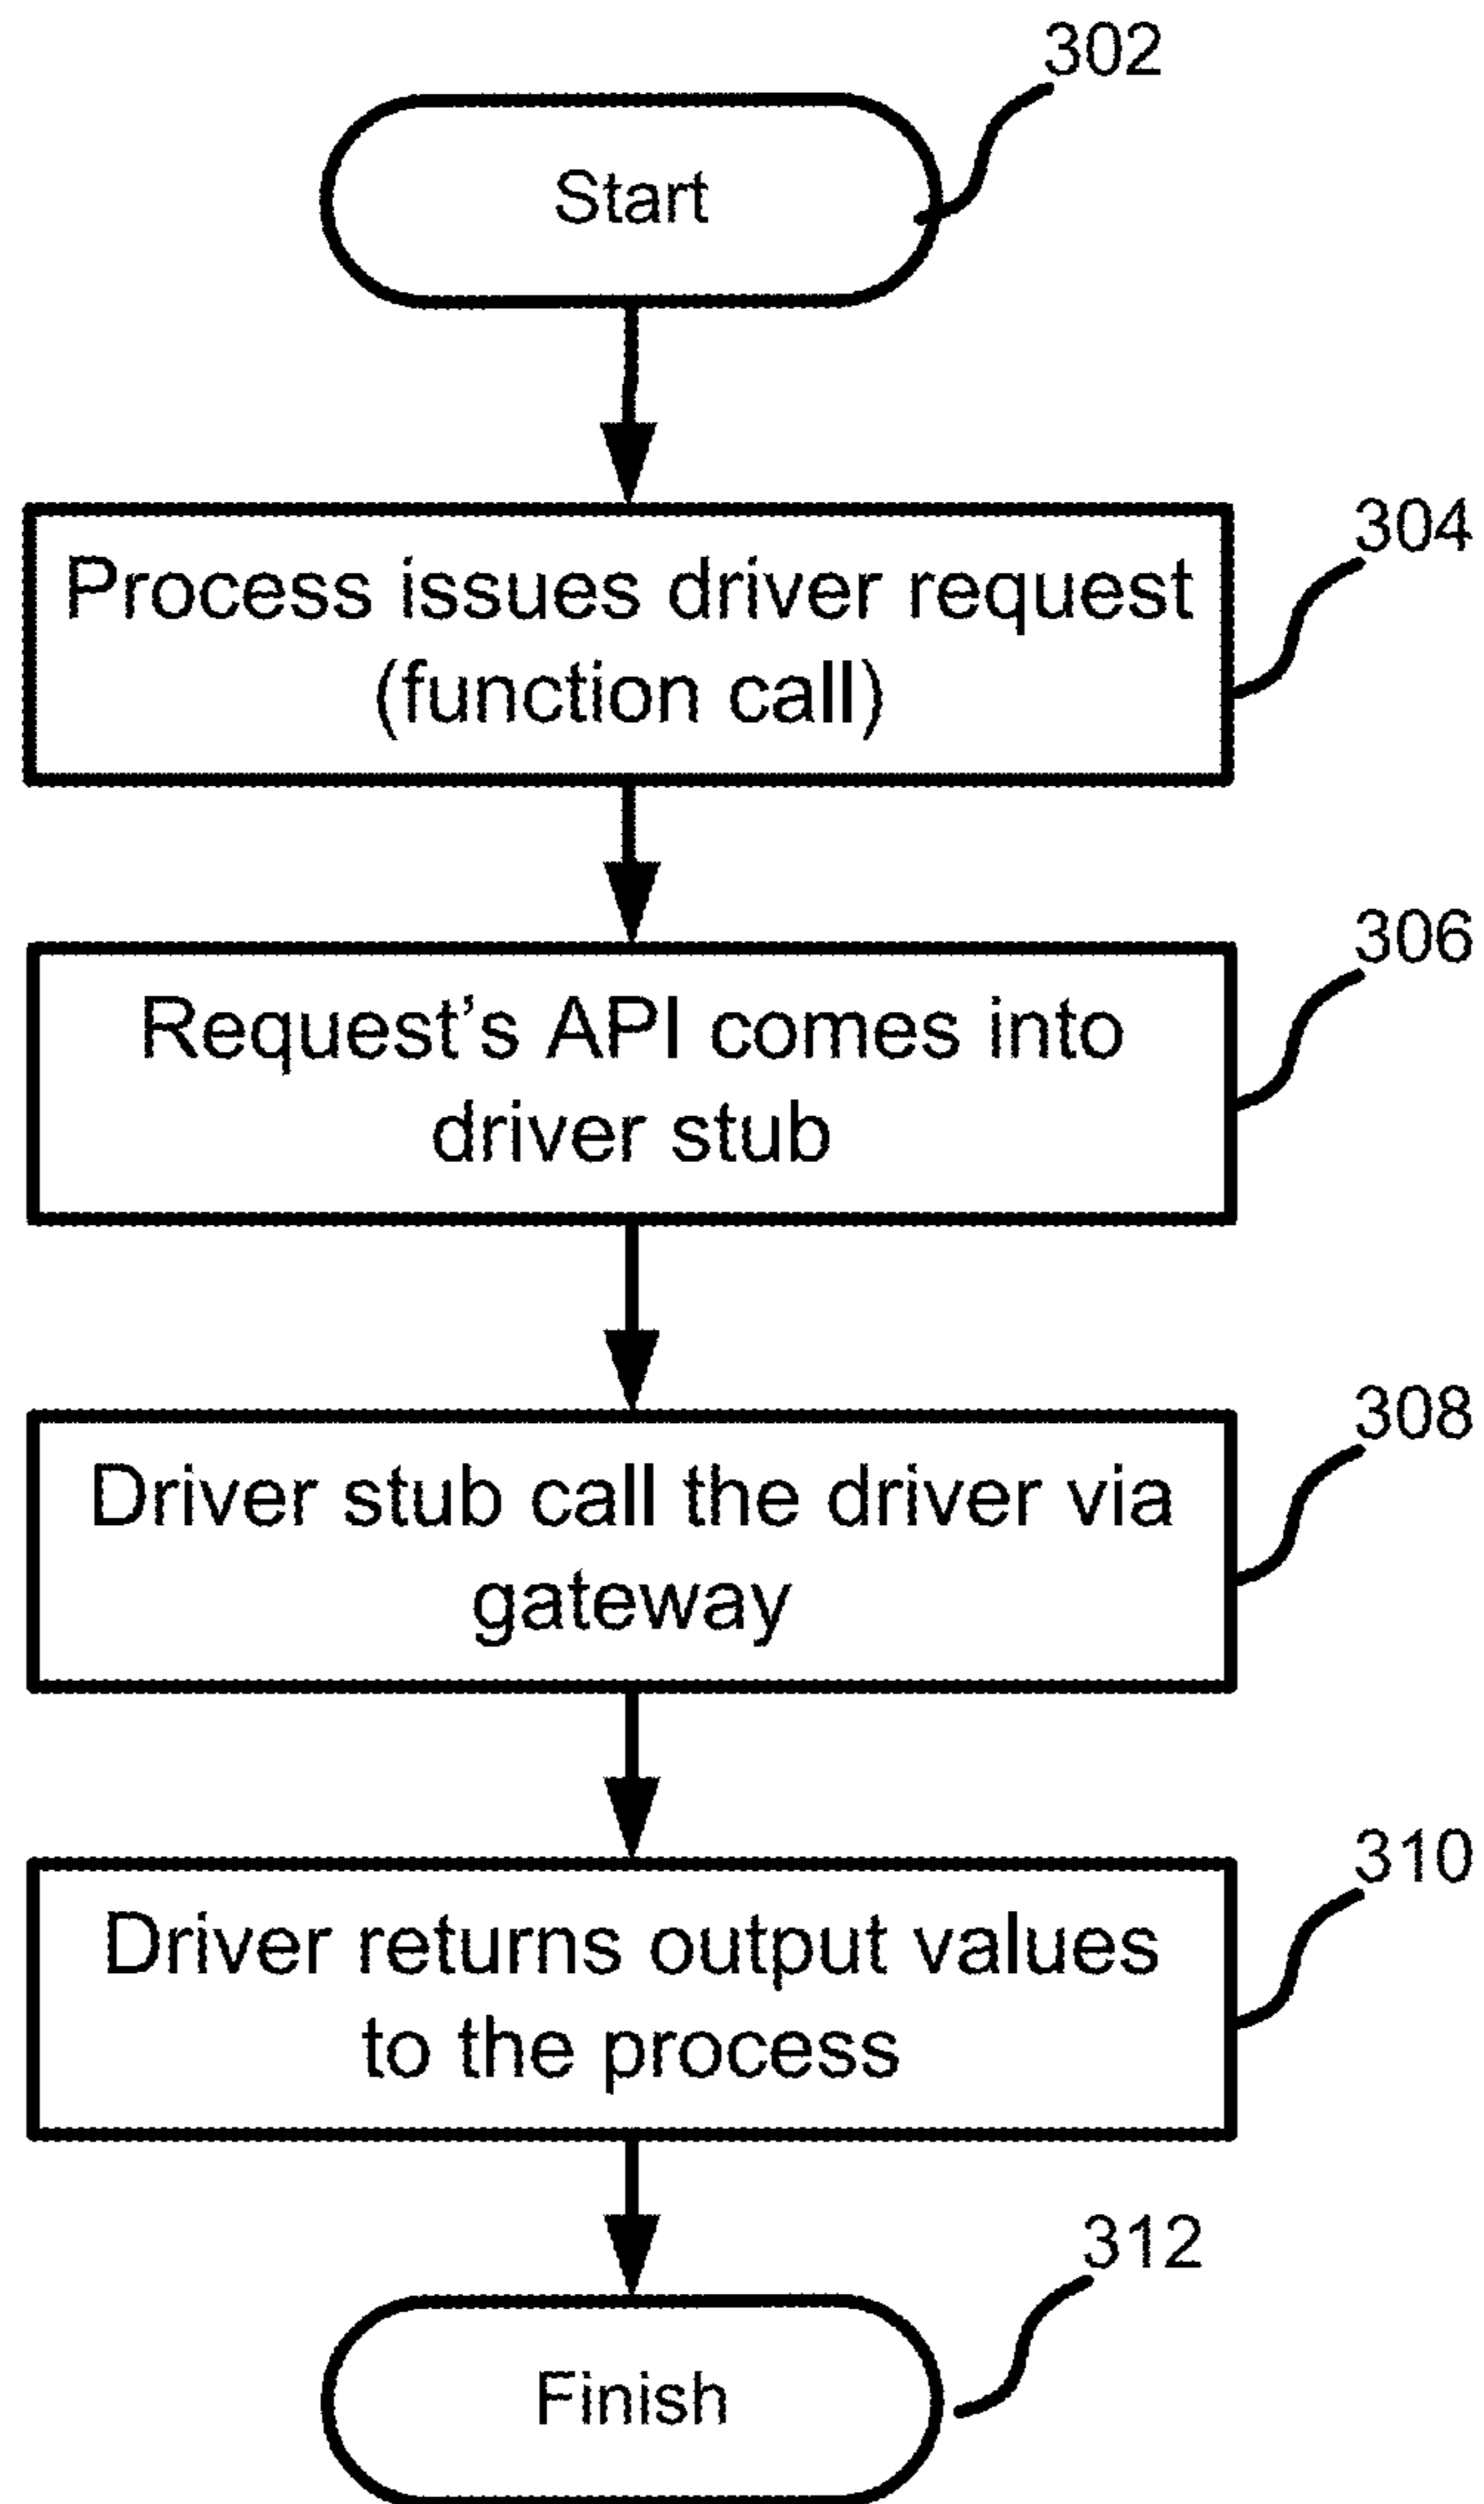 302
Start
304
Process issues driver request
(function call)
306
Request’s API comes into
driver stub
308
Driver stub call the driver via
gateway
310
Driver returns output values
to the process
312
Finish